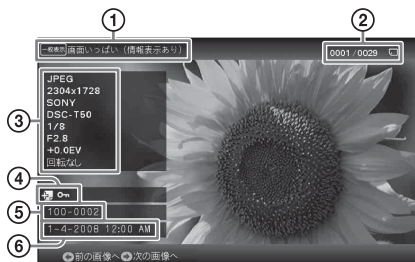 ①
②
一枚表示 画面いっぱい（情報表示あり）
0001/0029
③
JPEG
2304x1728
SONY
DSC-T50
1/8
F2.8
+0.0EV
回転なし
④
⑤
100-0002
⑥
1-4-2008 12:00 AM
前の画像へ 次の画像へ